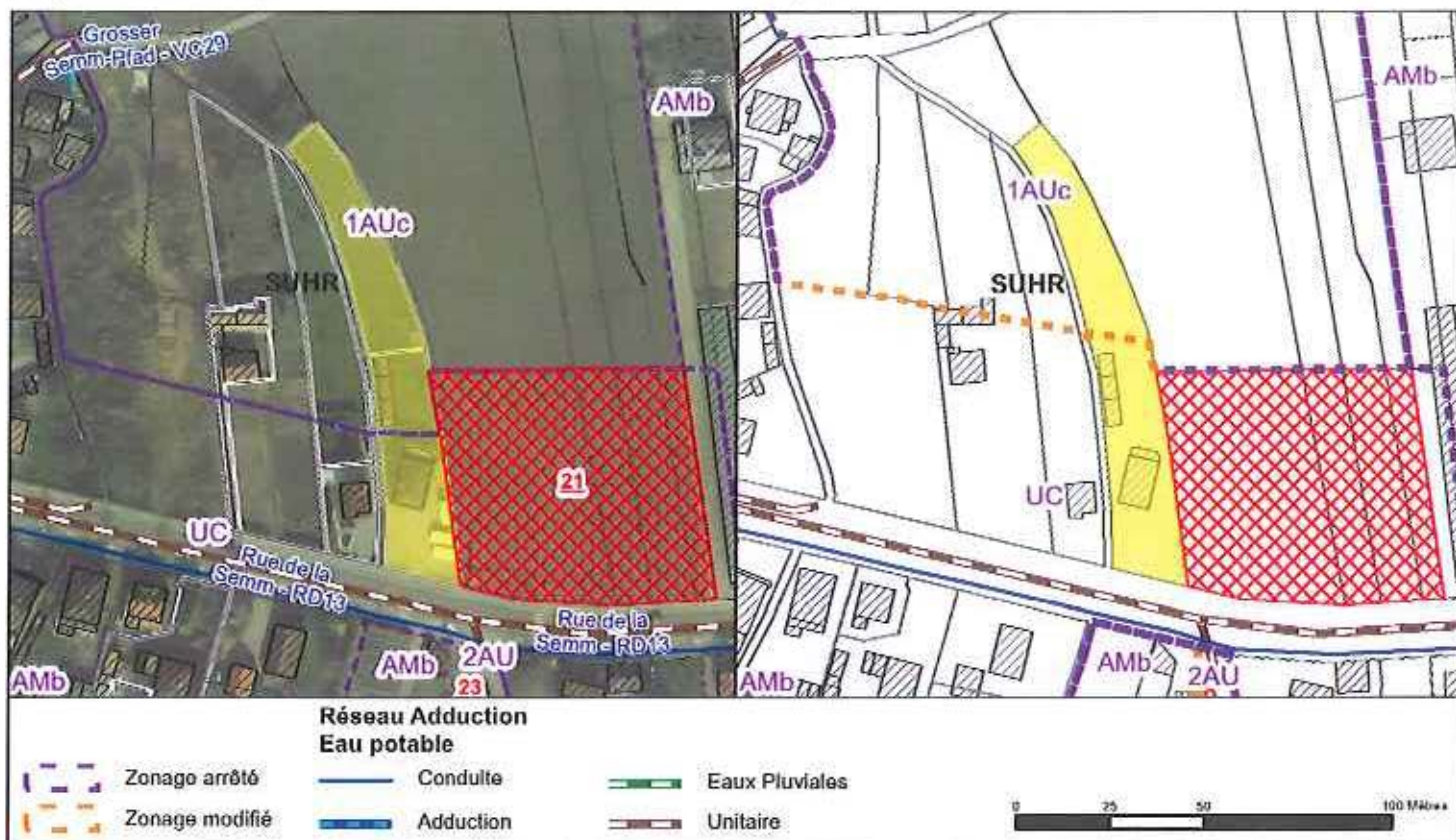 Grosser
Semm-Pfad - VC29
AMb
1AUc
SUHR
21
UC
Rue de la
Semm - RD13
Rue de la
Semm - RD13
AMb
AMb
2AU
23
AMb
1AUc
SUHR
UC
AMb
AMb
2AU
Réseau Adduction
Eau potable
Zonage arrêté
Conduite
Eaux Pluviales
Zonage modifié
Adduction
Unitaire
0 25 50 100 Mètres